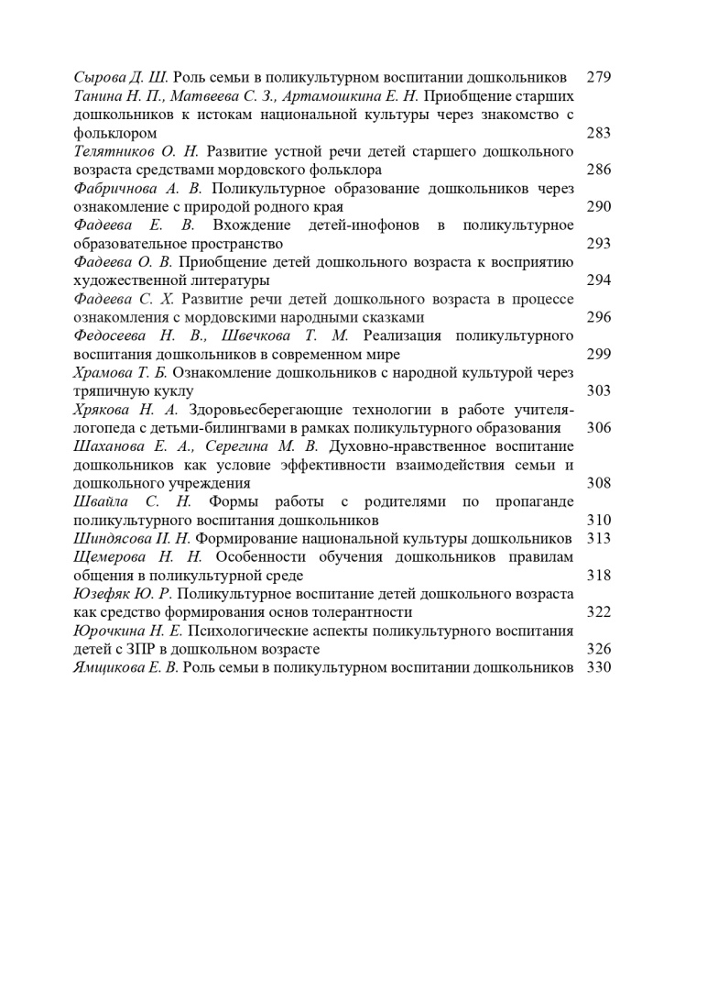 Сырова Д. Ш. Роль семьи в поликультурном воспитании дошкольников 279
Танина Н. П., Матвеева С. З., Артамошкина Е. Н. Приобщение старших
дошкольников к истокам национальной культуры через знакомство с
фольклором 283
Телятников О. Н. Развитие устной речи детей старшего дошкольного
возраста средствами мордовского фольклора 286
Фабричнова А. В. Поликультурное образование дошкольников через
ознакомление с природой родного края 290
Фадеева Е. В. Вхождение детей-инофонов в поликультурное
образовательное пространство 293
Фадеева О. В. Приобщение детей дошкольного возраста к восприятию
художественной литературы 294
Фадеева С. Х. Развитие речи детей дошкольного возраста в процессе
ознакомления с мордовскими народными сказками 296
Федосеева Н. В., Швечкова Т. М. Реализация поликультурного
воспитания дошкольников в современном мире 299
Храмова Т. Б. Ознакомление дошкольников с народной культурой через
тряпичную куклу 303
Хрякова Н. А. Здоровьесберегающие технологии в работе учителя-
логопеда с детьми-билингвами в рамках поликультурного образования 306
Шаханова Е. А., Серегина М. В. Духовно-нравственное воспитание
дошкольников как условие эффективности взаимодействия семьи и
дошкольного учреждения 308
Швайла С. Н. Формы работы с родителями по пропаганде
поликультурного воспитания дошкольников 310
Шиндясова И. Н. Формирование национальной культуры дошкольников 313
Щемерова Н. Н. Особенности обучения дошкольников правилам
общения в поликультурной среде 318
Юзефяк Ю. Р. Поликультурное воспитание детей дошкольного возраста
как средство формирования основ толерантности 322
Юрочкина Н. Е. Психологические аспекты поликультурного воспитания
детей с ЗПР в дошкольном возрасте 326
Ямщикова Е. В. Роль семьи в поликультурном воспитании дошкольников 330